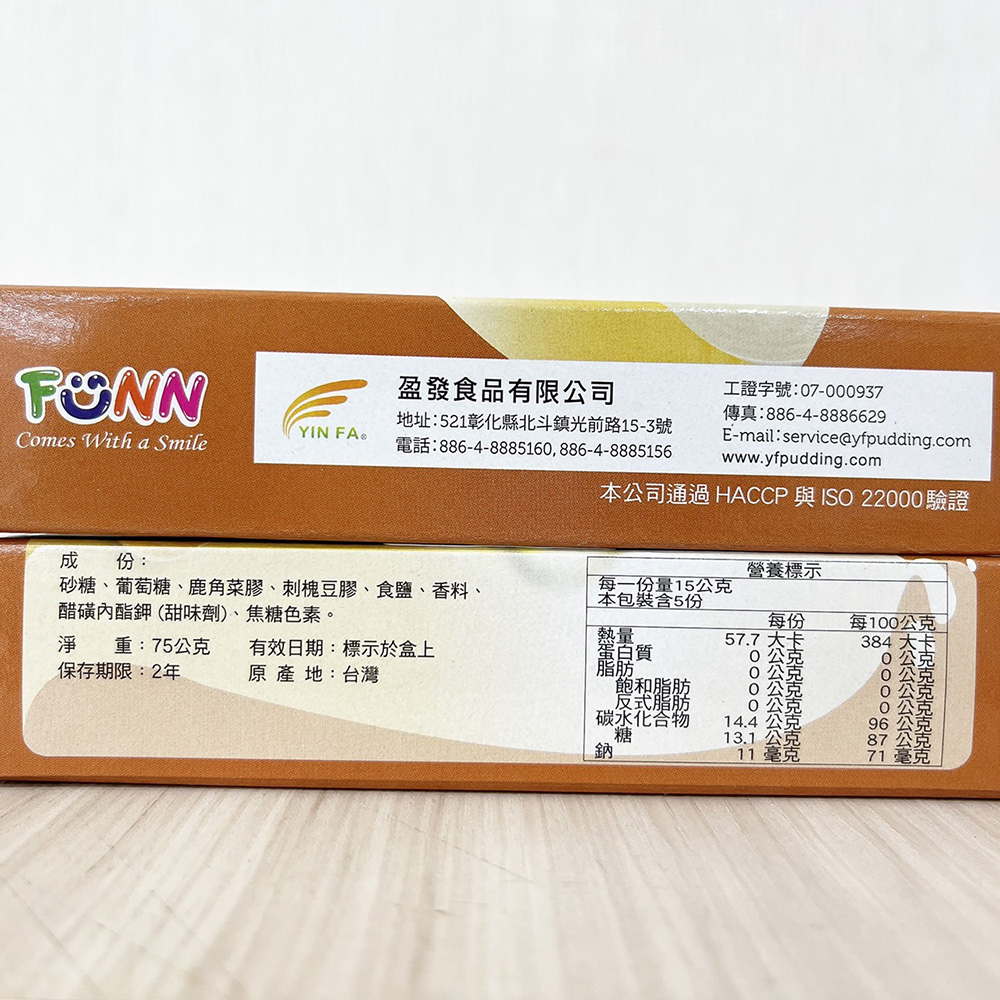 FUNN
Comes With a Smile
YIN FA®
盈發食品有限公司
地址:521彰化縣北斗鎮光前路15-3號
電話:886-4-8885160, 886-4-8885156
工證字號:07-000937
傳真:886-4-8886629
E-mail:service@yfpudding.com
www.yfpudding.com
本公司通過 HACCP 與 ISO 22000驗證
成 份:
砂糖、葡萄糖、鹿角菜膠、刺槐豆膠、食鹽、香料、
醋磺內酯鉀 (甜味劑)、焦糖色素。
淨 重:75公克 有效日期:標示於盒上
保存期限:2年 原 產 地:台灣
營養標示
每一份量15公克
本包裝含5份
每份 每100公克
熱量 57.7 大卡 384 大卡
蛋白質 0 公克 0 公克
脂肪 0 公克 0 公克
飽和脂肪 0 公克 0 公克
反式脂肪 0 公克 0 公克
碳水化合物 14.4 公克 96 公克
糖 13.1 公克 87 公克
鈉 11 毫克 71 毫克